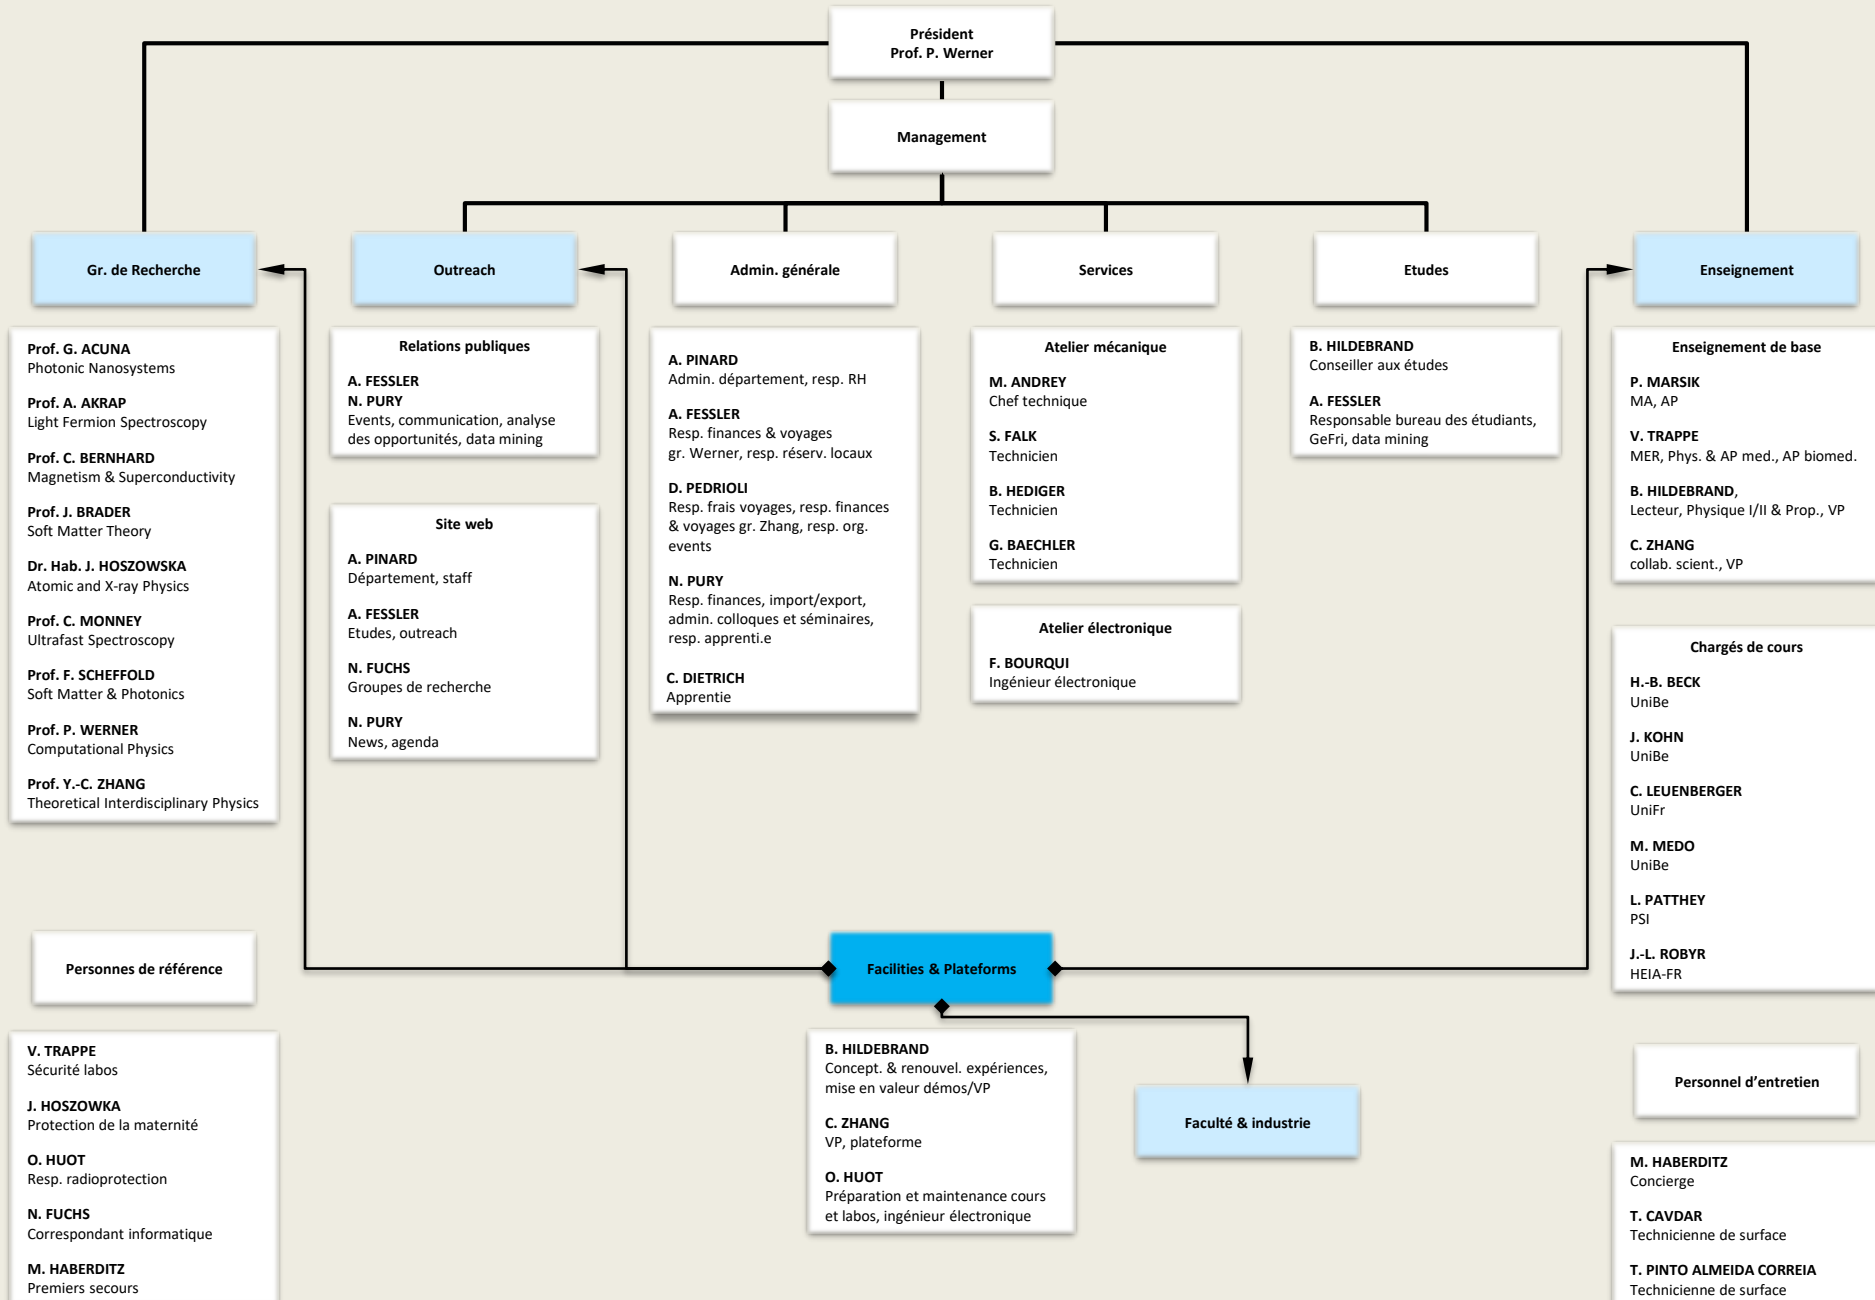 Président
Prof. P. Werner
Management
Gr. de Recherche
Outreach
Admin. générale
Services
Etudes
Enseignement
Prof. G. ACUNA
Photonic Nanosystems
Prof. A. AKRAP
Light Fermion Spectroscopy
Prof. C. BERNHARD
Magnetism & Superconductivity
Prof. J. BRADER
Soft Matter Theory
Dr. Hab. J. HOSZOWSKA
Atomic and X-ray Physics
Prof. C. MONNEY
Ultrafast Spectroscopy
Prof. F. SCHEFFOLD
Soft Matter & Photonics
Prof. P. WERNER
Computational Physics
Prof. Y.-C. ZHANG
Theoretical Interdisciplinary Physics
Relations publiques
A. FESSLER
N. PURY
Events, communication, analyse
des opportunités, data mining
Site web
A. PINARD
Département, staff
A. FESSLER
Etudes, outreach
N. FUCHS
Groupes de recherche
N. PURY
News, agenda
A. PINARD
Admin. département, resp. RH
A. FESSLER
Resp. finances & voyages
gr. Werner, resp. réserv. locaux
D. PEDRIOLI
Resp. frais voyages, resp. finances
& voyages gr. Zhang, resp. org.
events
N. PURY
Resp. finances, import/export,
admin. colloques et séminaires,
resp. apprenti.e
C. DIETRICH
Apprentie
Atelier mécanique
M. ANDREY
Chef technique
S. FALK
Technicien
B. HEDIGER
Technicien
G. BAECHLER
Technicien
Atelier électronique
F. BOURQUI
Ingénieur électronique
B. HILDEBRAND
Conseiller aux études
A. FESSLER
Responsable bureau des étudiants,
GeFri, data mining
Enseignement de base
P. MARSIK
MA, AP
V. TRAPPE
MER, Phys. & AP med., AP biomed.
B. HILDEBRAND,
Lecteur, Physique I/II & Prop., VP
C. ZHANG
collab. scient., VP
Chargés de cours
H.-B. BECK
UniBe
J. KOHN
UniBe
C. LEUENBERGER
UniFr
M. MEDO
UniBe
L. PATTHEY
PSI
J.-L. ROBYR
HEIA-FR
Personnes de référence
V. TRAPPE
Sécurité labos
J. HOSZOWKA
Protection de la maternité
O. HUOT
Resp. radioprotection
N. FUCHS
Correspondant informatique
M. HABERDITZ
Premiers secours
Facilities & Plateforms
B. HILDEBRAND
Concept. & renouvel. expériences,
mise en valeur démos/VP
C. ZHANG
VP, plateforme
O. HUOT
Préparation et maintenance cours
et labos, ingénieur électronique
Faculté & industrie
Personnel d’entretien
M. HABERDITZ
Concierge
T. CAVDAR
Technicienne de surface
T. PINTO ALMEIDA CORREIA
Technicienne de surface